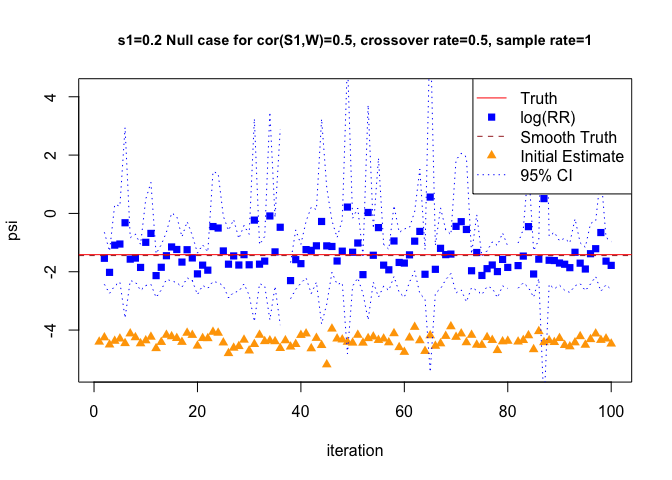 s1=0.2 Null case for cor(S1,W)=0.5, crossover rate=0.5, sample rate=1
psi
4
2
0
-2
-4
Truth
log(RR)
Smooth Truth
Initial Estimate
95% CI
0
20
40
60
80
100
iteration